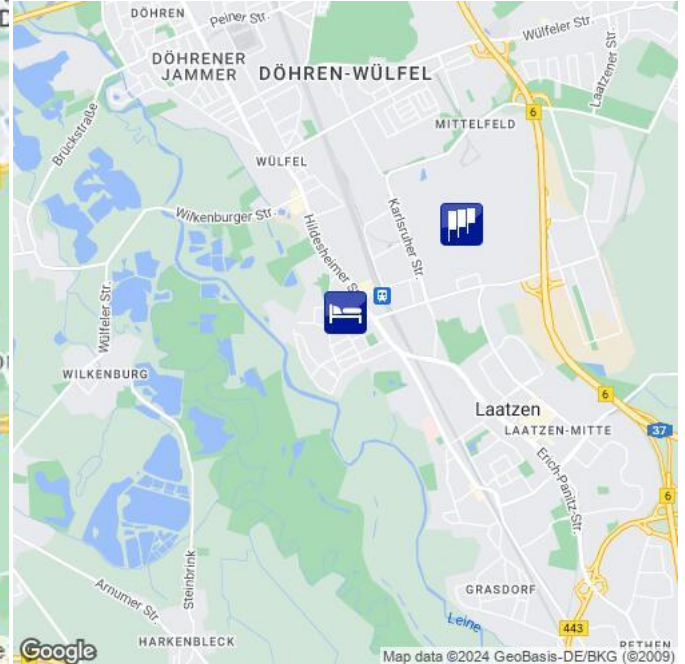 DÖHREN
Peiner Str.
Wülfeler Str.
DÖHRENER
JAMMER
DÖHREN-WÜLFEL
Laatzener Str.
Brückstraße
6
MITTELFELD
WÜLFEL
Karlsruher Str.
Wilkenburger Str.
Hildesheimer S
Wülfeler Str.
WILKENBURG
6
Laatzen
LAATZEN-MITTE
37
Erich-Panitz-Str.
6
Steinbrink
Arnumer Str.
GRASDORF
Leine
443
HARKENBLECK
RETHEN
Google
Map data ©2024 GeoBasis-DE/BKG (©2009)